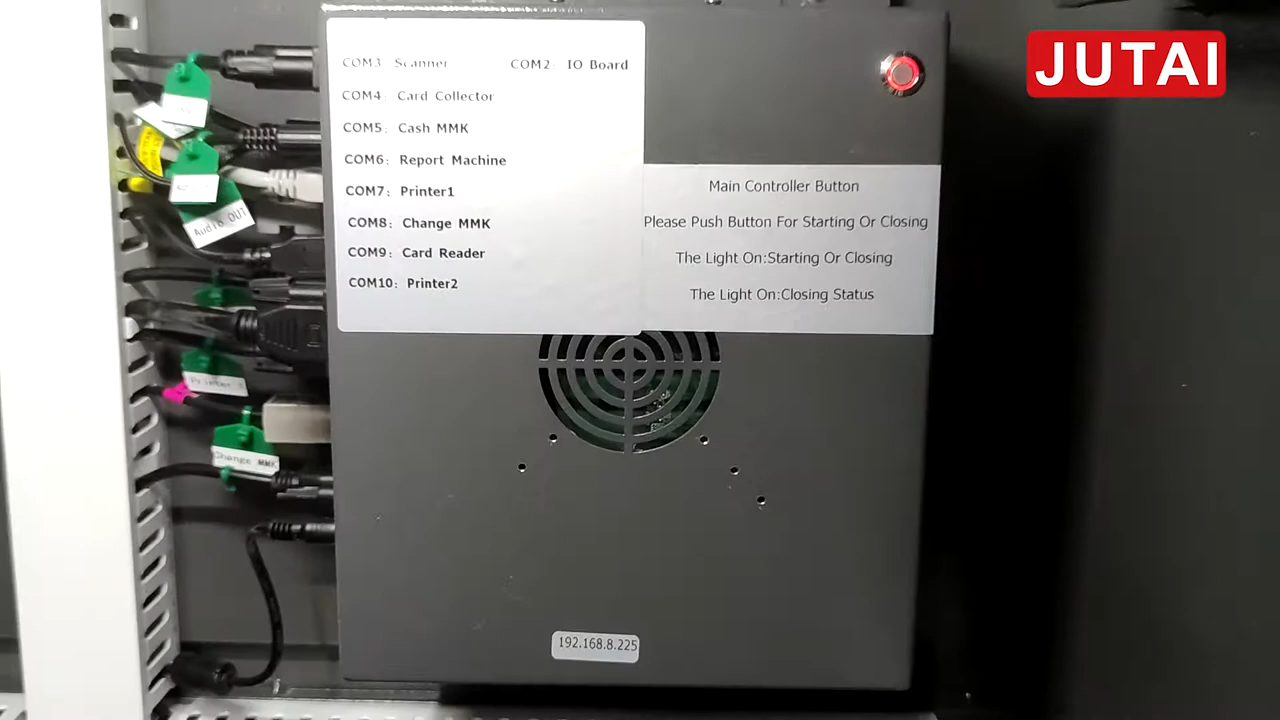 JUTAI
COM3: Scanner COM2: IO Board
COM4: Card Collector
COM5: Cash MMK
COM6: Report Machine
COM7: Printer1
COM8: Change MMK
COM9: Card Reader
COM10: Printer2
Main Controller Button
Please Push Button For Starting Or Closing
The Light On:Starting Or Closing
The Light On:Closing Status
Audio OUT
Change MMK
192.168.8.225